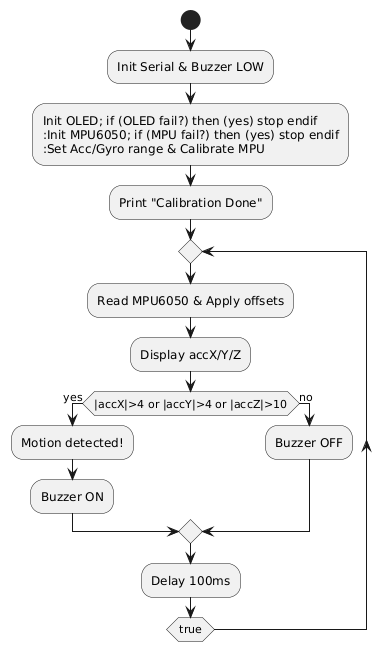 Init Serial & Buzzer LOW
Init OLED; if (OLED fail?) then (yes) stop endif
:Init MPU6050; if (MPU fail?) then (yes) stop endif
:Set Acc/Gyro range & Calibrate MPU
Print "Calibration Done"
Read MPU6050 & Apply offsets
Display accX/Y/Z
yes
|accX|>4 or |accY|>4 or |accZ|>10
no
Motion detected!
Buzzer OFF
Buzzer ON
Delay 100ms
true